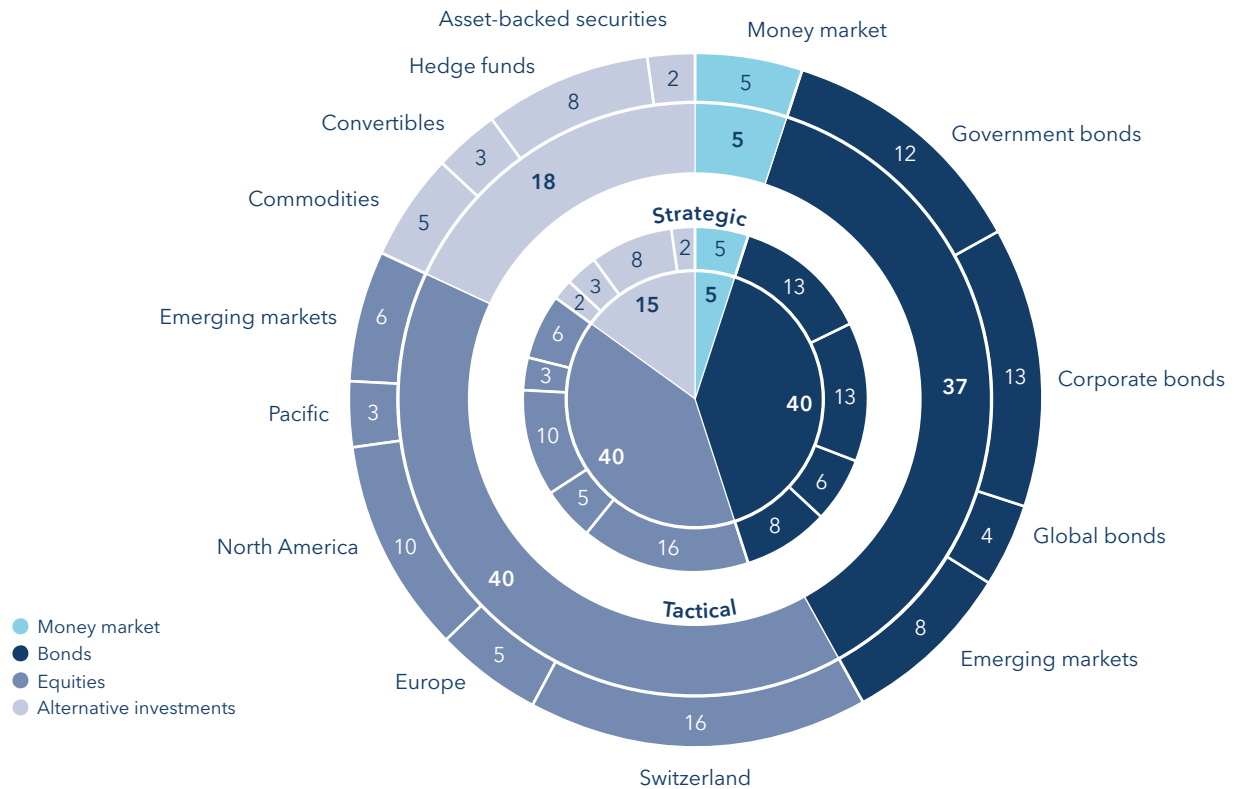 Asset-backed securities
Money market
Hedge funds
2
5
8
Convertibles
Government bonds
3
5
12
18
Commodities
5
Strategic
2
5
8
3
13
2
5
15
Emerging markets
6
6
3
13
Corporate bonds
37
13
40
Pacific
3
10
40
6
5
8
Global bonds
4
North America
10
16
40
Tactical
8
Emerging markets
Europe
5
16
Switzerland
Money market
Bonds
Equities
Alternative investments